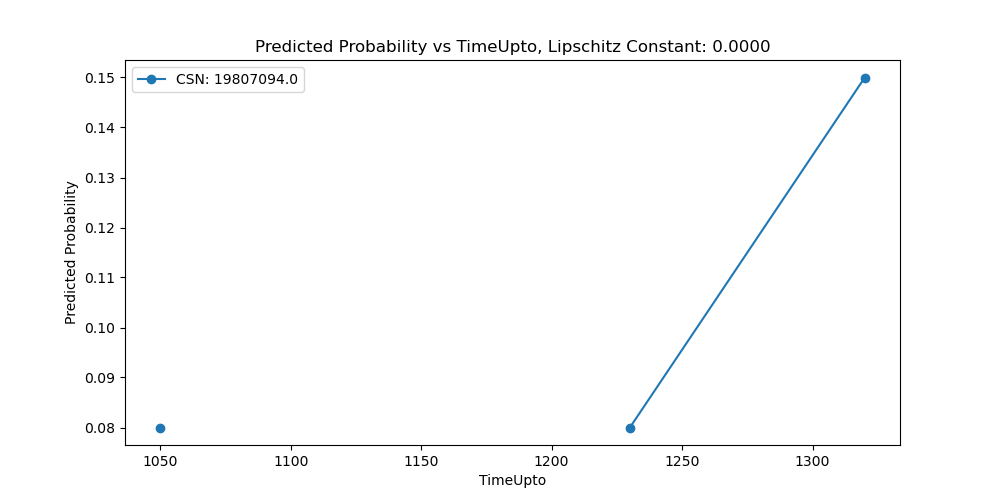 Predicted Probability vs TimeUpto, Lipschitz Constant: 0.0000
CSN: 19807094.0
Predicted Probability
0.15
0.14
0.13
0.12
0.11
0.10
0.09
0.08
1050 1100 1150 1200 1250 1300
TimeUpto